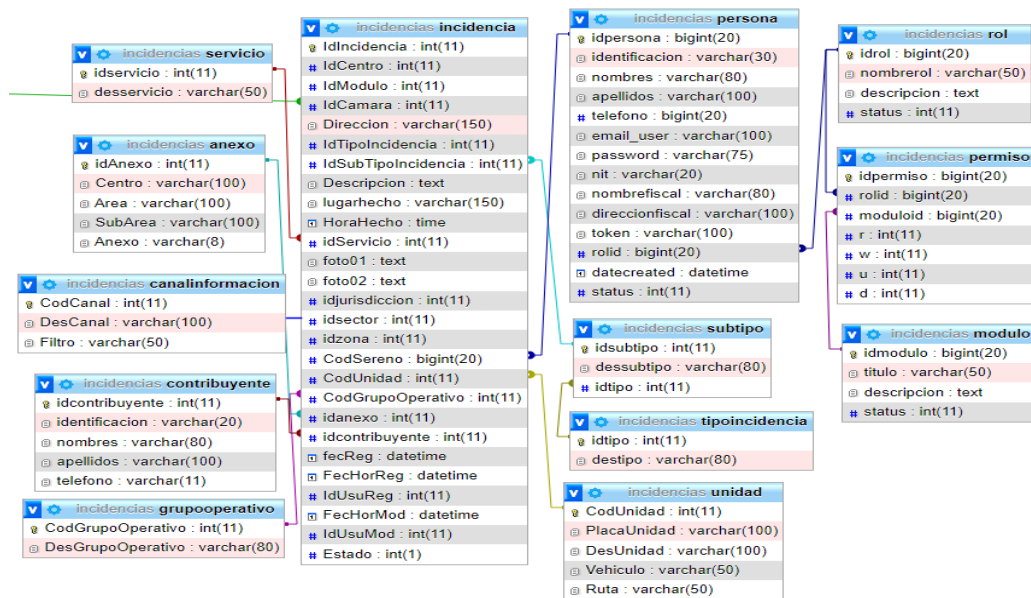 incidencias servicio
idservicio : int(11)
desservicio : varchar(50)
incidencias anexo
idAnexo : int(11)
Centro : varchar(100)
Area : varchar(100)
SubArea : varchar(100)
Anexo : varchar(8)
incidencias canalinformacion
CodCanal : int(11)
DesCanal : varchar(100)
Filtro : varchar(50)
incidencias contribuyente
idcontribuyente : int(11)
identificacion : varchar(20)
nombres : varchar(80)
apellidos : varchar(100)
telefono : varchar(11)
incidencias grupooperativo
CodGrupoOperativo : int(11)
DesGrupoOperativo : varchar(80)
incidencias incidencia
IdIncidencia : int(11)
IdCentro : int(11)
IdModulo : int(11)
IdCamara : int(11)
Direccion : varchar(150)
IdTipoIncidencia : int(11)
IdSubTipoIncidencia : int(11)
Descripcion : text
lugarhecho : varchar(150)
HoraHecho : time
idServicio : int(11)
foto01 : text
foto02 : text
idjurisdiccion : int(11)
idsector : int(11)
idzona : int(11)
CodSereno : bigint(20)
CodUnidad : int(11)
CodGrupoOperativo : int(11)
idanexo : int(11)
idcontribuyente : int(11)
fecReg : datetime
FecHorReg : datetime
IdUsuReg : int(11)
FecHorMod : datetime
IdUsuMod : int(11)
Estado : int(1)
incidencias persona
idpersona : bigint(20)
identificacion : varchar(30)
nombres : varchar(80)
apellidos : varchar(100)
telefono : bigint(20)
email_user : varchar(100)
password : varchar(75)
nit : varchar(20)
nombrefiscal : varchar(80)
direccionfiscal : varchar(100)
token : varchar(100)
rolid : bigint(20)
datecreated : datetime
status : int(11)
incidencias subtipo
idsubtipo : int(11)
dessubtipo : varchar(80)
idtipo : int(11)
incidencias tipoincidencia
idtipo : int(11)
destipo : varchar(80)
incidencias unidad
CodUnidad : int(11)
PlacaUnidad : varchar(100)
DesUnidad : varchar(100)
Vehiculo : varchar(50)
Ruta : varchar(50)
incidencias rol
idrol : bigint(20)
nombrerol : varchar(50)
descripcion : text
status : int(11)
incidencias permiso
idpermiso : bigint(20)
rolid : bigint(20)
moduloid : bigint(20)
r : int(11)
w : int(11)
u : int(11)
d : int(11)
incidencias modulo
idmodulo : bigint(20)
titulo : varchar(50)
descripcion : text
status : int(11)